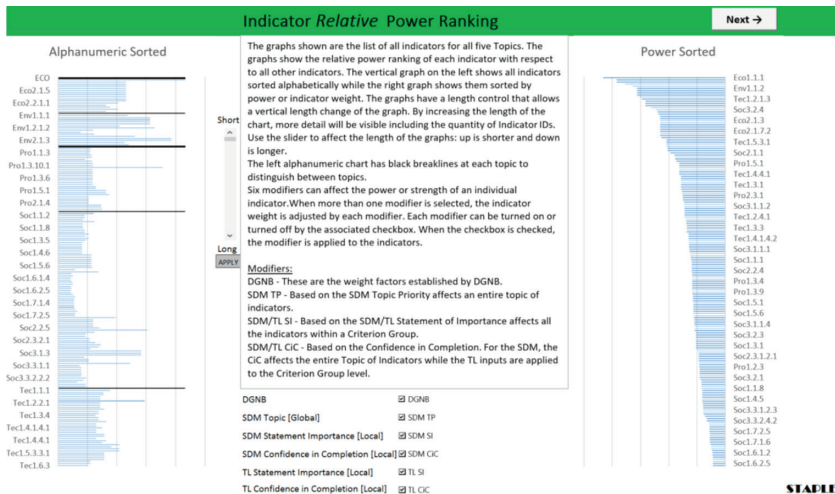 Indicator Relative Power Ranking
Next →
Alphanumeric Sorted
ECO
Eco2.1.5
Eco2.2.1.1
Env1.1.1
Env1.2.1.2
Env2.1.3
Pro1.1.3
Pro1.3.10.1
Pro1.3.6
Pro1.5.1
Pro2.1.4
Soc1.1.2
Soc1.1.8
Soc1.3.5
Soc1.4.6
Soc1.5.6
Soc1.6.1.4
Soc1.6.2.5
Soc1.7.1.4
Soc1.7.2.5
Soc2.2.5
Soc2.3.2.1
Soc3.1.3
Soc3.3.1.1
Soc3.3.2.2.2
Tec1.1.1
Tec1.2.2.1
Tec1.3.4
Tec1.4.1.4.1
Tec1.4.4.1
Tec1.5.3.3.1
Tec1.6.3
Short
Long
APPLY
The graphs shown are the list of all indicators for all five Topics. The
graphs show the relative power ranking of each indicator with respect
to all other indicators. The vertical graph on the left shows all indicators
sorted alphabetically while the right graph shows them sorted by
power or indicator weight. The graphs have a length control that allows
a vertical length change of the graph. By increasing the length of the
chart, more detail will be visible including the quantity of Indicator IDs.
Use the slider to affect the length of the graphs: up is shorter and down
is longer.
The left alphanumeric chart has black breaklines at each topic to
distinguish between topics.
Six modifiers can affect the power or strength of an individual
indicator.When more than one modifier is selected, the indicator
weight is adjusted by each modifier. Each modifier can be turned on or
turned off by the associated checkbox. When the checkbox is checked,
the modifier is applied to the indicators.
Modifiers:
DGNB - These are the weight factors established by DGNB.
SDM TP - Based on the SDM Topic Priority affects an entire topic of
indicators.
SDM/TL SI - Based on the SDM/TL Statement of Importance affects all
the indicators within a Criterion Group.
SDM/TL CiC - Based on the Confidence in Completion. For the SDM, the
CiC affects the entire Topic of Indicators while the TL inputs are applied
to the Criterion Group level.
DGNB ☑ DGNB
SDM Topic [Global] ☑ SDM TP
SDM Statement Importance [Local] ☑ SDM SI
SDM Confidence in Completion [Local] ☑ SDM CiC
TL Statement Importance [Local] ☑ TL SI
TL Confidence in Completion [Local] ☑ TL CiC
Power Sorted
Eco1.1.1
Env1.1.2
Tec1.2.1.3
Soc3.2.4
Eco2.1.3
Eco2.1.7.2
Tec1.5.3.1
Soc2.1.1
Pro1.5.1
Tec1.4.4.1
Tec1.3.1
Pro2.3.1
Soc3.1.1.2
Tec1.2.4.1
Tec1.3.3
Tec1.4.1.4.2
Soc3.1.1.1
Soc1.1.1
Soc2.2.4
Pro1.3.4
Pro1.3.9
Soc1.5.1
Soc1.5.6
Soc3.1.1.4
Soc3.2.3
Soc1.3.1
Soc2.3.1.2.1
Pro1.2.3
Soc3.2.1
Soc1.1.8
Soc1.4.5
Soc3.3.1.2.3
Soc3.3.2.4.2
Soc1.7.2.5
Soc1.7.1.6
Soc1.6.1.2
Soc1.6.2.5